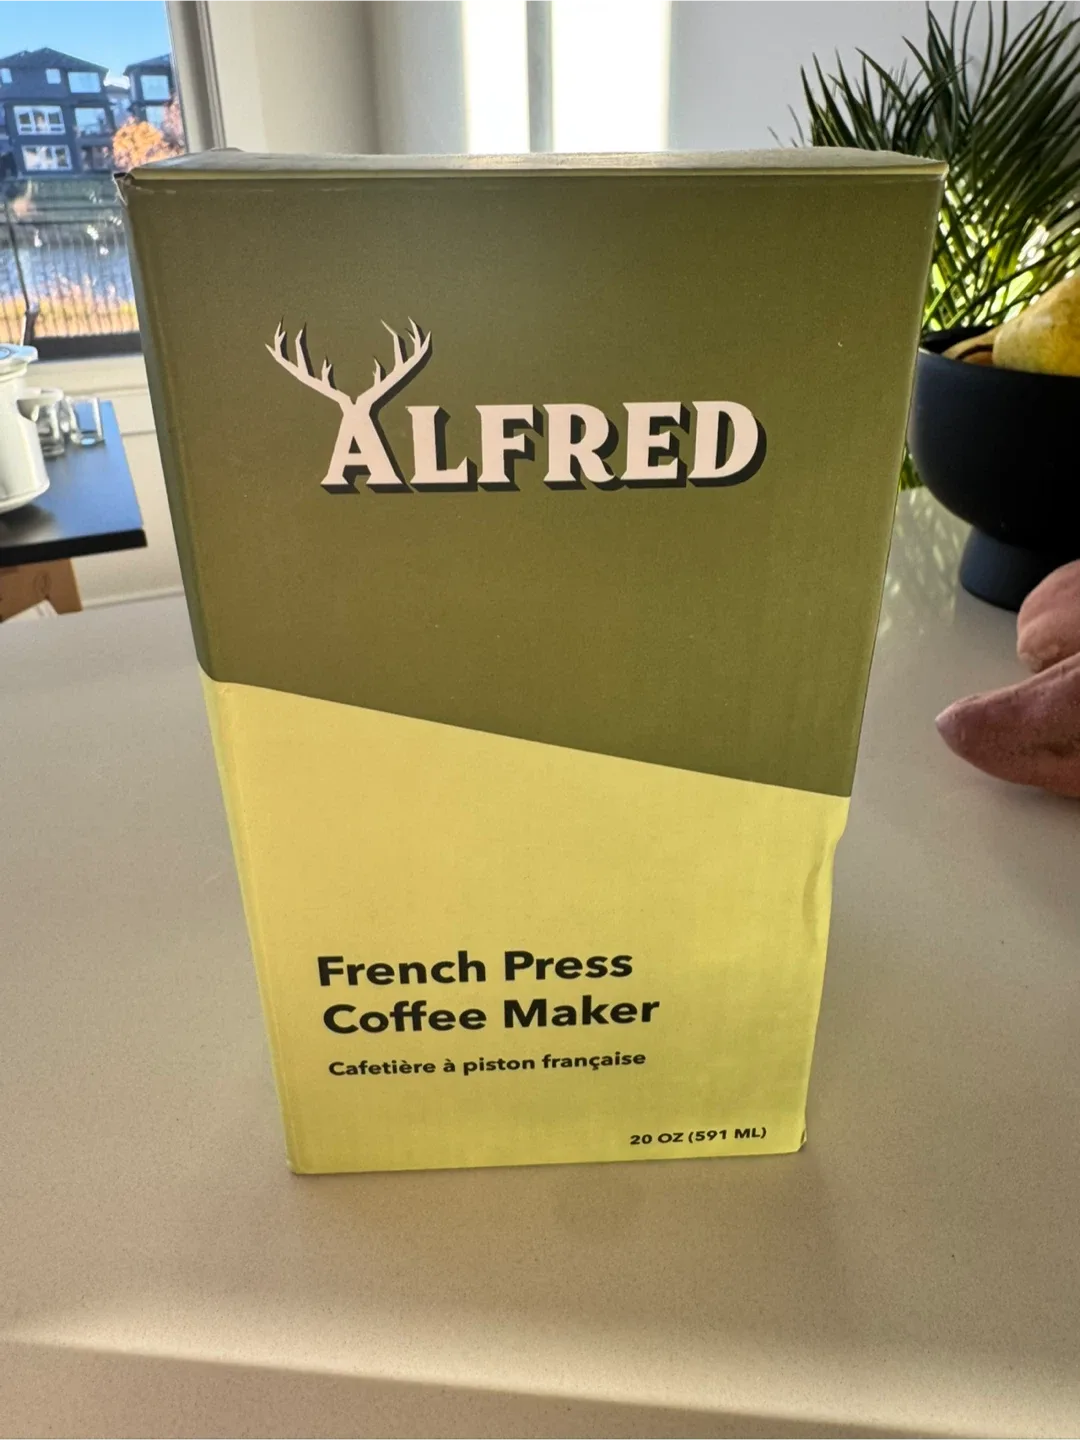 ALFRED
French Press
Coffee Maker
Cafetière à piston française
20 OZ (591 ML)